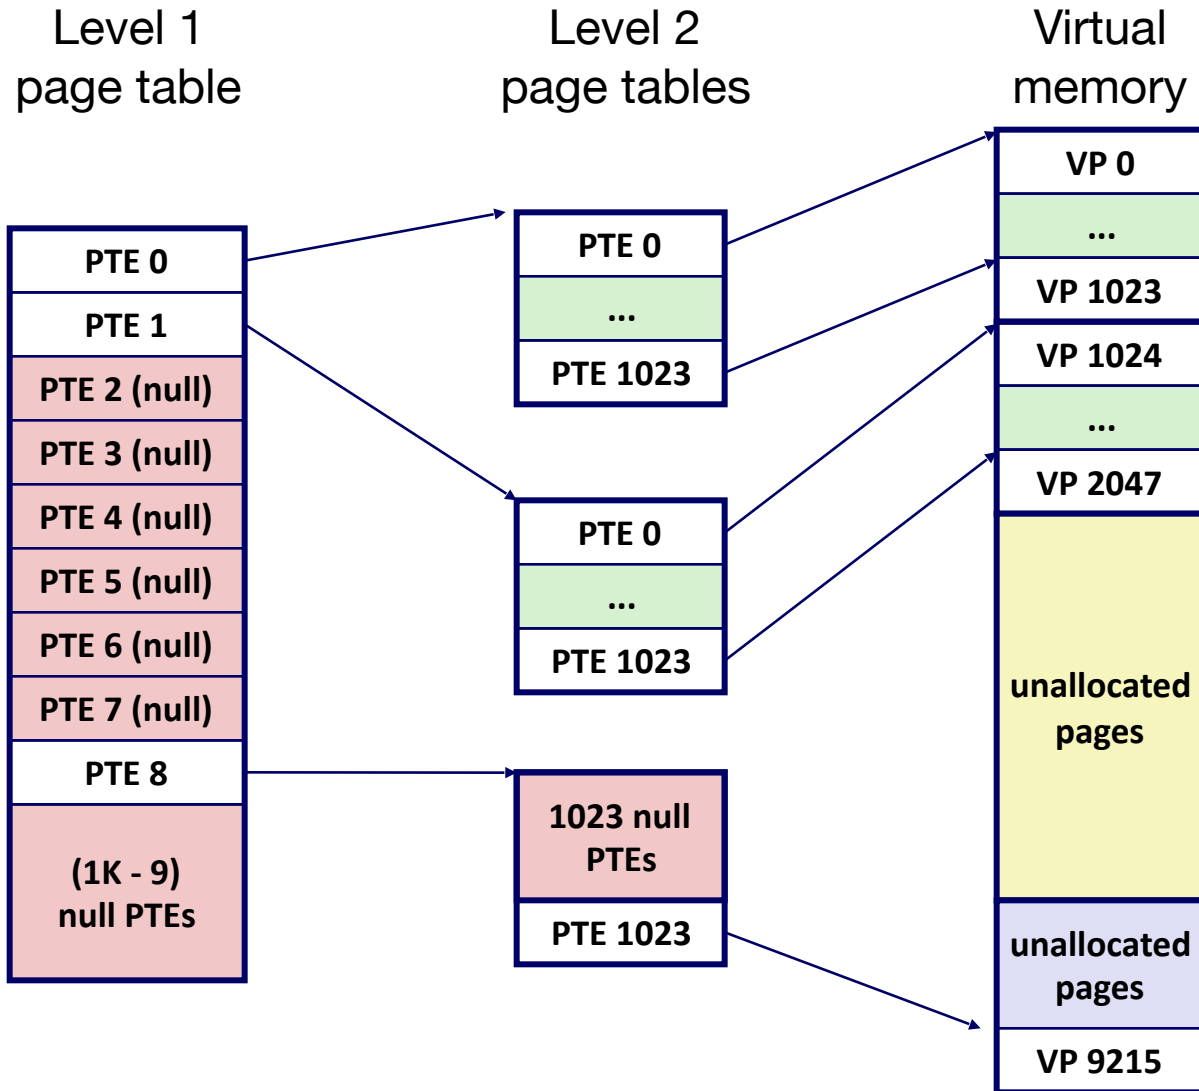 Level 1
page table
Level 2
page tables
Virtual
memory
PTE 0
PTE 1
PTE 2 (null)
PTE 3 (null)
PTE 4 (null)
PTE 5 (null)
PTE 6 (null)
PTE 7 (null)
PTE 8
(1K - 9)
null PTEs
PTE 0
...
PTE 1023
PTE 0
...
PTE 1023
1023 null
PTEs
PTE 1023
VP 0
...
VP 1023
VP 1024
...
VP 2047
unallocated
pages
unallocated
pages
VP 9215